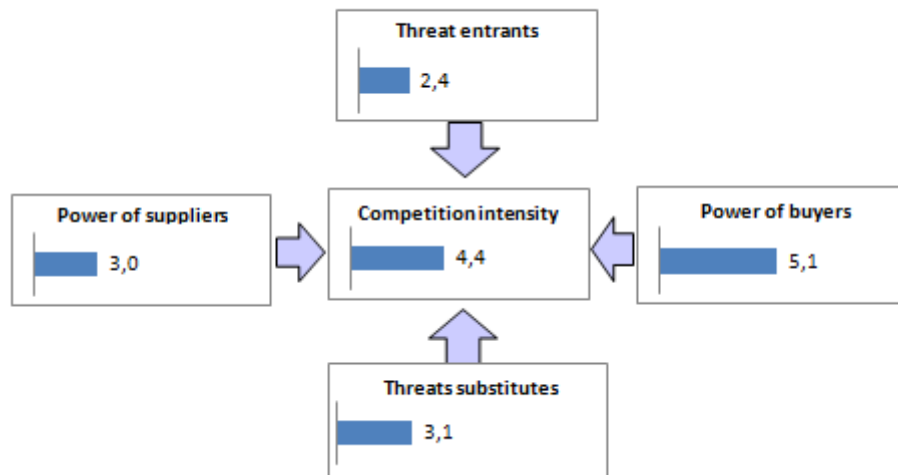 Threat entrants
2,4
Power of suppliers
3,0
Competition intensity
4,4
Power of buyers
5,1
Threats substitutes
3,1